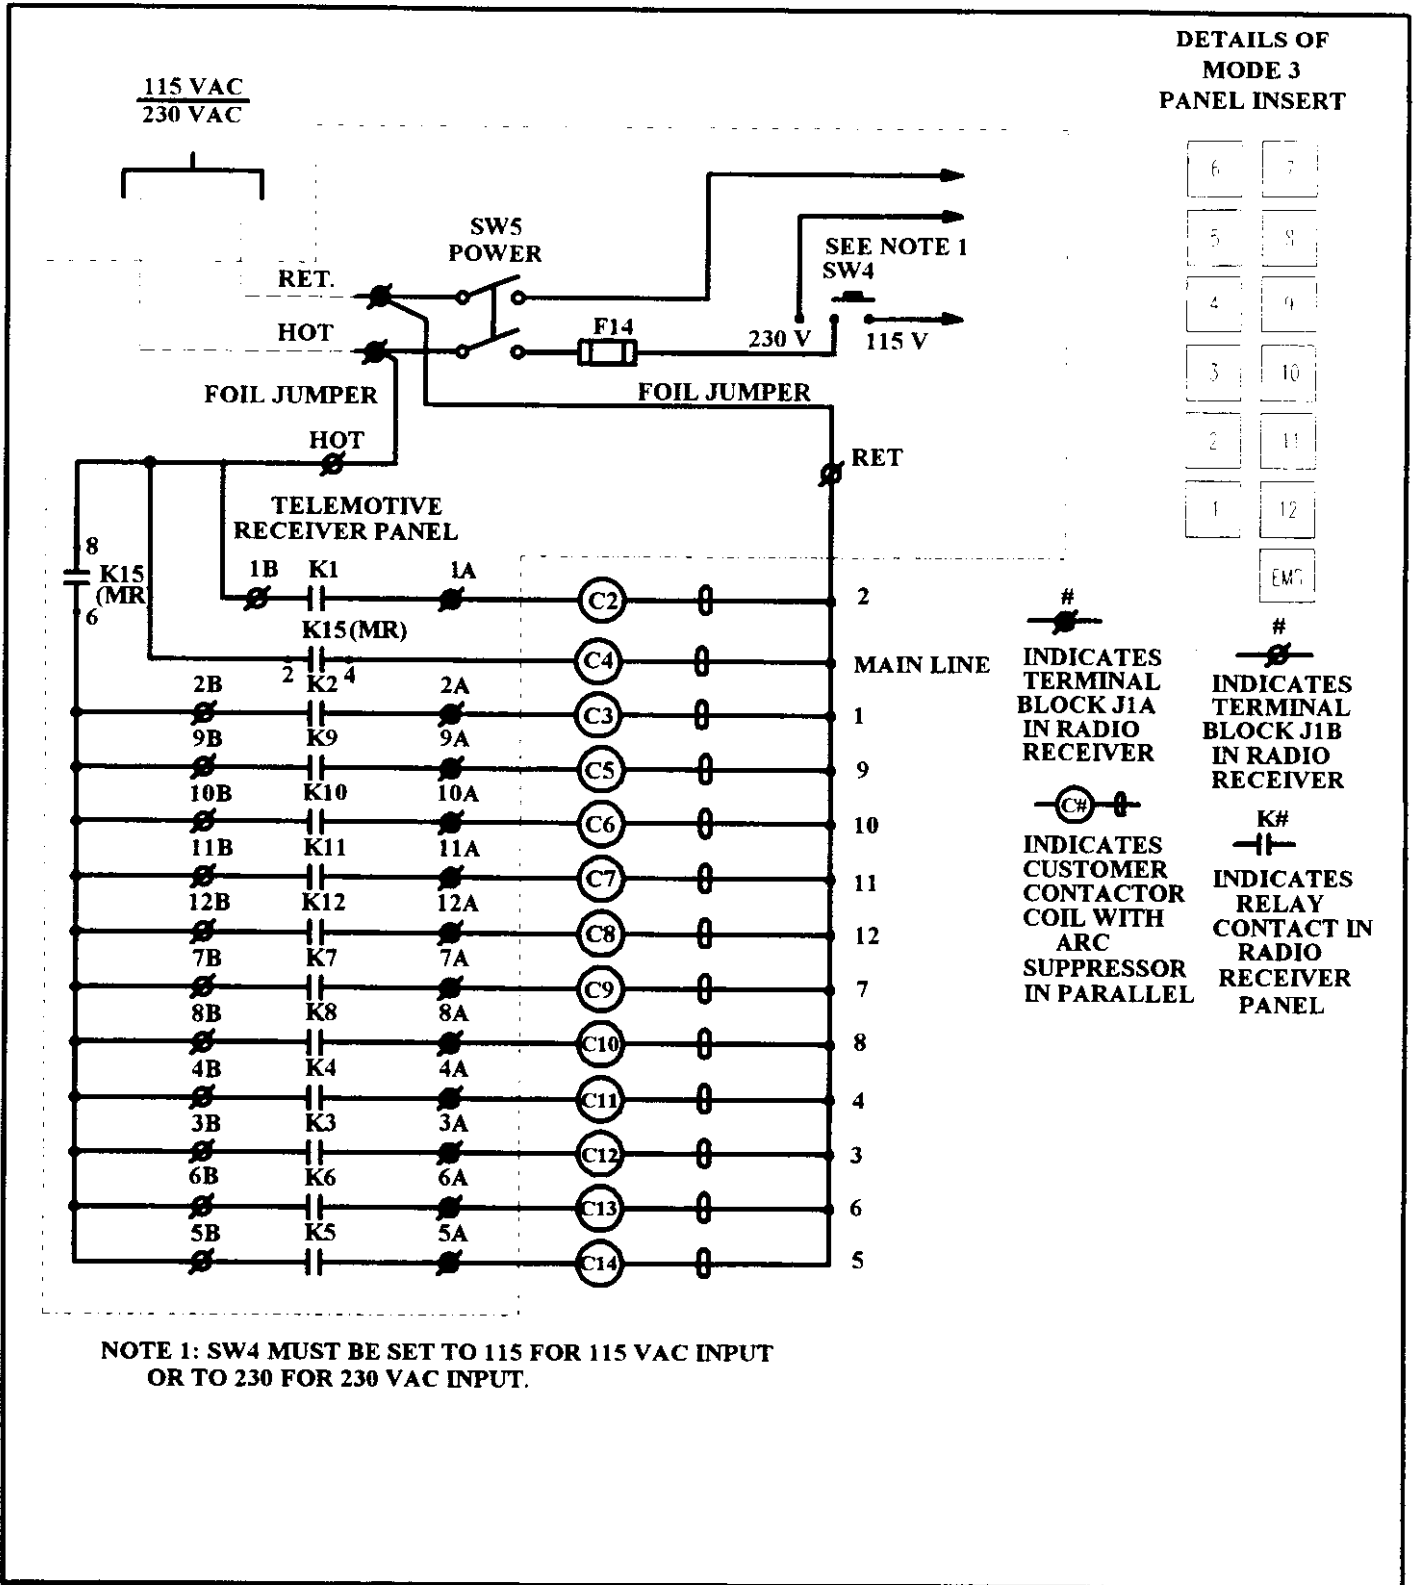 DETAILS OF
MODE 3
PANEL INSERT
115 VAC
230 VAC
6 7
5 8
4 9
3 10
2 11
1 12
EMS
SW5
POWER
RET.
HOT
F14
SEE NOTE 1
SW4
230 V
115 V
FOIL JUMPER
FOIL JUMPER
HOT
RET
TELEMOTIVE
RECEIVER PANEL
8
K15
(MR)
6
1B K1 1A C2 2
K15(MR)
2 4 C4 MAIN LINE
2B K2 2A C3 1
9B K9 9A C5 9
10B K10 10A C6 10
11B K11 11A C7 11
12B K12 12A C8 12
7B K7 7A C9 7
8B K8 8A C10 8
4B K4 4A C11 4
3B K3 3A C12 3
6B K6 6A C13 6
5B K5 5A C14 5
#
INDICATES
TERMINAL
BLOCK J1A
IN RADIO
RECEIVER
#
INDICATES
TERMINAL
BLOCK J1B
IN RADIO
RECEIVER
C#
INDICATES
CUSTOMER
CONTACTOR
COIL WITH
ARC
SUPPRESSOR
IN PARALLEL
K#
INDICATES
RELAY
CONTACT IN
RADIO
RECEIVER
PANEL
NOTE 1: SW4 MUST BE SET TO 115 FOR 115 VAC INPUT
OR TO 230 FOR 230 VAC INPUT.